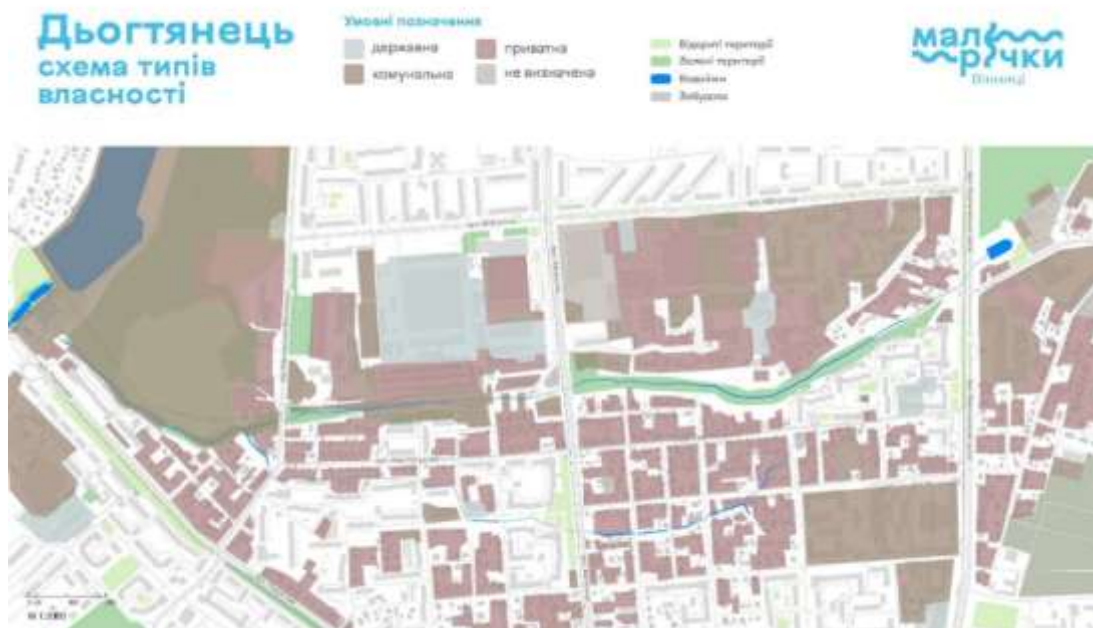 Дьогтянець
схема типів
власності
Умовні позначення
державна
комунальна
приватна
не визначена
Відкриті території
Зелені території
Водойми
Забудова
малі
річки
Вінниці